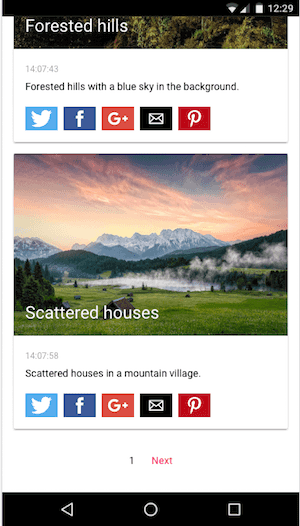 12:29
Forested hills
14:07:43
Forested hills with a blue sky in the background.
G+
Scattered houses
14:07:58
Scattered houses in a mountain village.
G+
1 Next